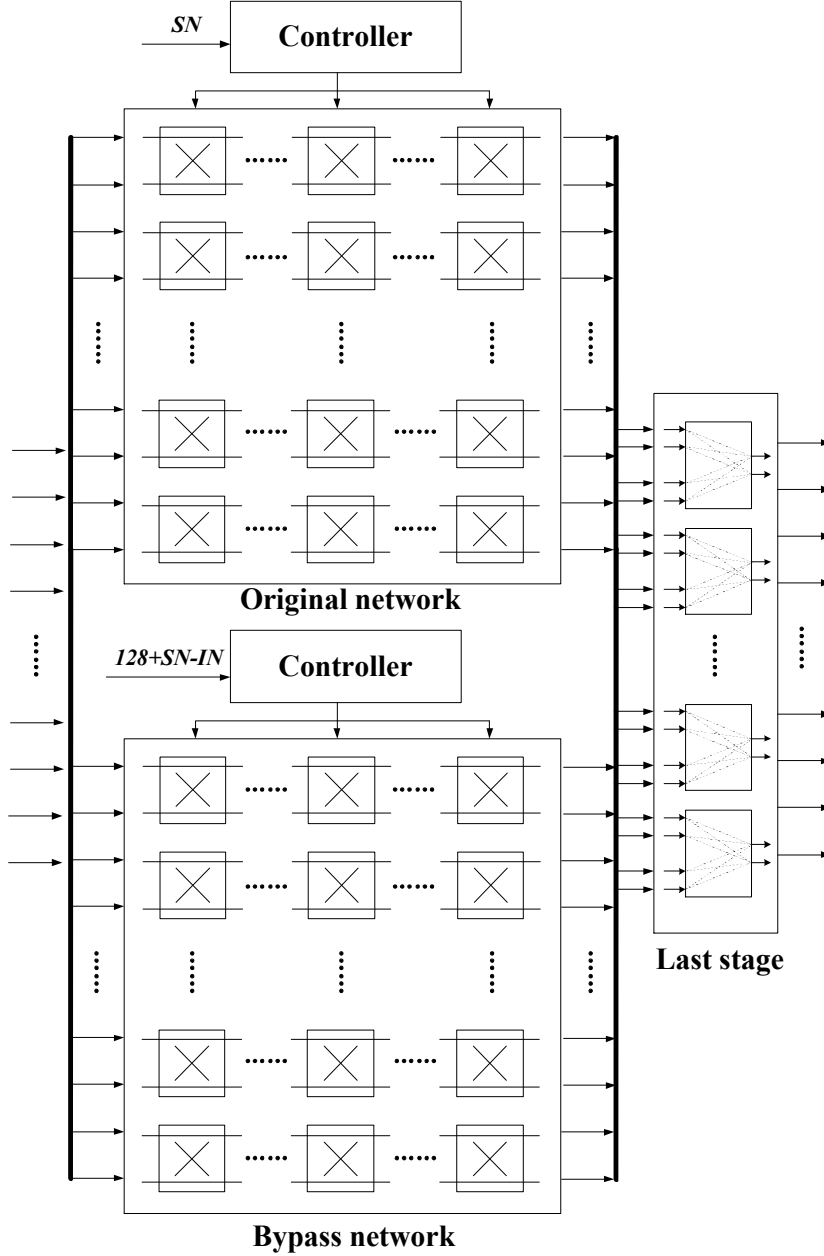 SN
Controller
Original network
128+SN-IN
Controller
Last stage
Bypass network